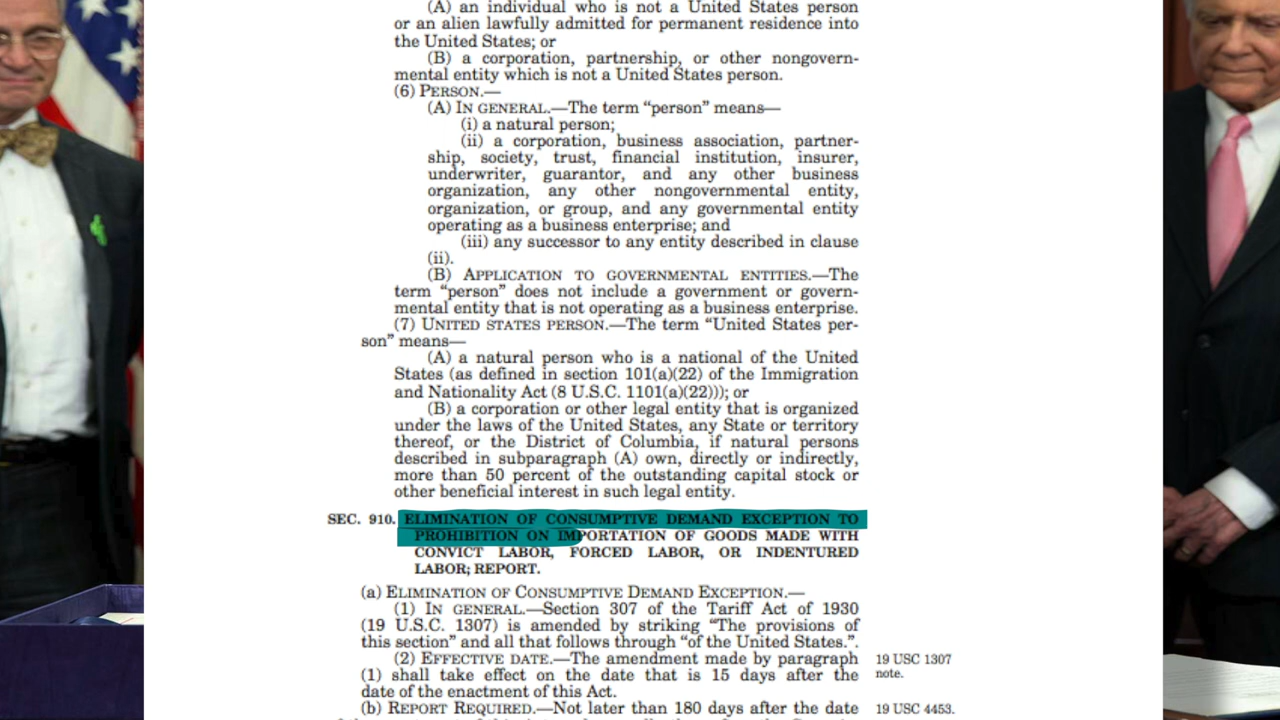 (A) an individual who is not a United States person
or an alien lawfully admitted for permanent residence into
the United States; or
(B) a corporation, partnership, or other nongovern-
mental entity which is not a United States person.
(6) PERSON.—
(A) IN GENERAL.—The term “person” means—
(i) a natural person;
(ii) a corporation, business association, partner-
ship, society, trust, financial institution, insurer,
underwriter, guarantor, and any other business
organization, any other nongovernmental entity,
organization, or group, and any governmental entity
operating as a business enterprise; and
(iii) any successor to any entity described in clause
(ii).
(B) APPLICATION TO GOVERNMENTAL ENTITIES.—The
term “person” does not include a government or govern-
mental entity that is not operating as a business enterprise.
(7) UNITED STATES PERSON.—The term “United States per-
son” means—
(A) a natural person who is a national of the United
States (as defined in section 101(a)(22) of the Immigration
and Nationality Act (8 U.S.C. 1101(a)(22))); or
(B) a corporation or other legal entity that is organized
under the laws of the United States, any State or territory
thereof, or the District of Columbia, if natural persons
described in subparagraph (A) own, directly or indirectly,
more than 50 percent of the outstanding capital stock or
other beneficial interest in such legal entity.
SEC. 910. ELIMINATION OF CONSUMPTIVE DEMAND EXCEPTION TO
PROHIBITION ON IMPORTATION OF GOODS MADE WITH
CONVICT LABOR, FORCED LABOR, OR INDENTURED
LABOR; REPORT.
(a) ELIMINATION OF CONSUMPTIVE DEMAND EXCEPTION.—
(1) IN GENERAL.—Section 307 of the Tariff Act of 1930
(19 U.S.C. 1307) is amended by striking “The provisions of
this section” and all that follows through “of the United States.”.
(2) EFFECTIVE DATE.—The amendment made by paragraph
(1) shall take effect on the date that is 15 days after the
date of the enactment of this Act.
19 USC 1307
note.
(b) REPORT REQUIRED.—Not later than 180 days after the date
19 USC 4453.